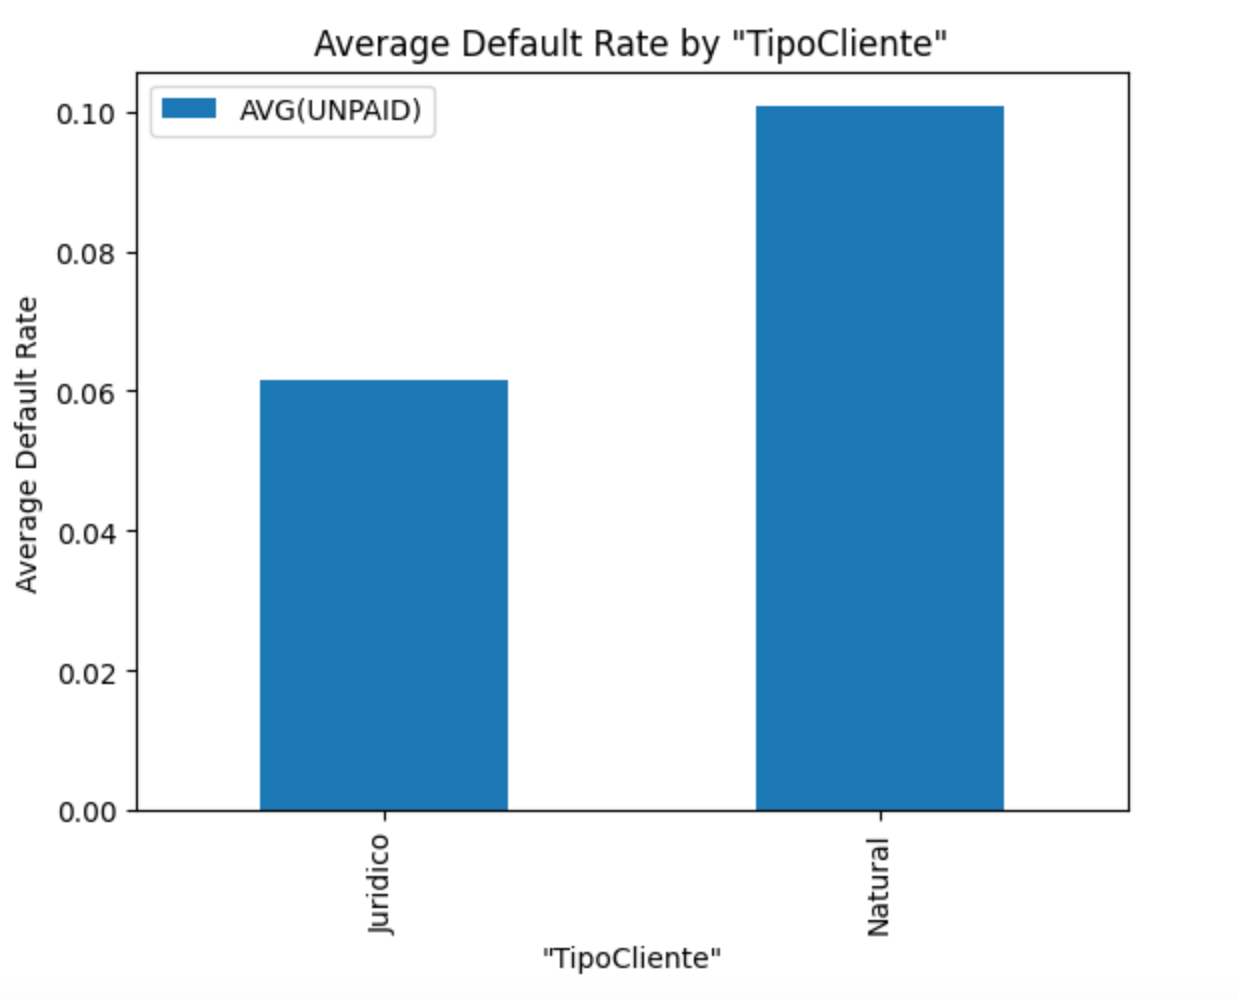 Average Default Rate by "TipoCliente"
AVG(UNPAID)
0.10
0.08
0.06
0.04
0.02
0.00
Average Default Rate
Juridico
Natural
"TipoCliente"